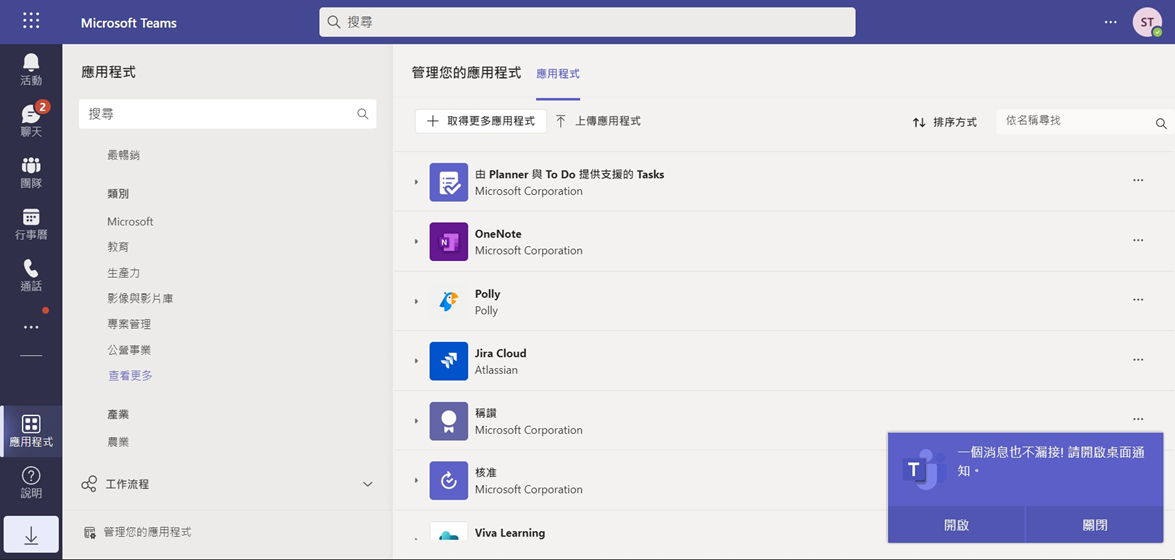 Microsoft Teams
搜尋
ST
活動
2
聊天
團隊
行事曆
通話
應用程式
說明
應用程式
搜尋
最暢銷
類別
Microsoft
教育
生產力
影像與影片庫
專案管理
公營事業
查看更多
產業
農業
工作流程
管理您的應用程式
管理您的應用程式 應用程式
取得更多應用程式 上傳應用程式 排序方式 依名稱尋找
由 Planner 與 To Do 提供支援的 Tasks
Microsoft Corporation
OneNote
Microsoft Corporation
Polly
Polly
Jira Cloud
Atlassian
稱讚
Microsoft Corporation
核准
Microsoft Corporation
Viva Learning
一個消息也不漏接! 請開啟桌面通
知。
開啟 關閉